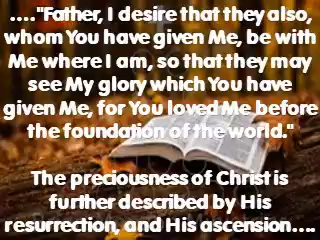 ...."Father, I desire that they also,
whom You have given Me, be with
Me where I am, so that they may
see My glory which You have
given Me, for You loved Me before
the foundation of the world."
The preciousness of Christ is
further described by His
resurrection, and His ascension....